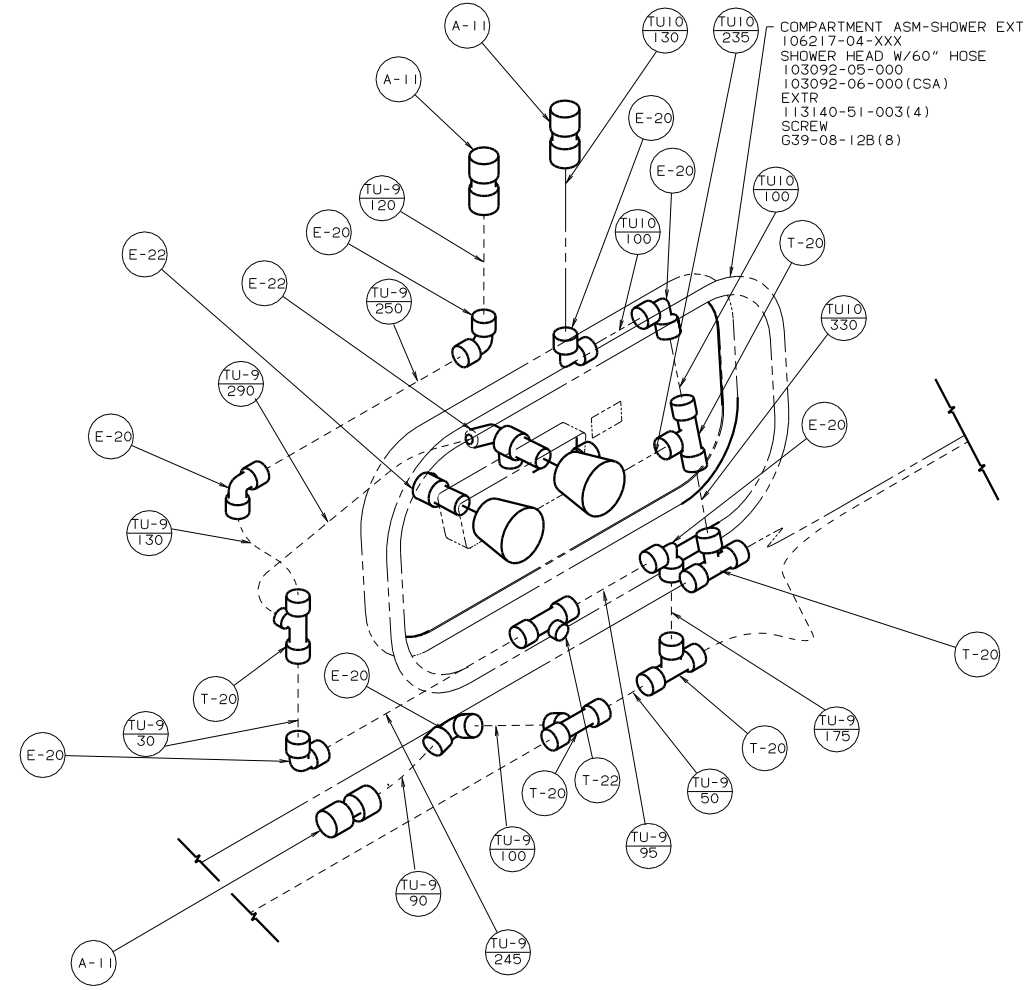 A-11
TU10
130
TU10
235
COMPARTMENT ASM-SHOWER EXT
106217-04-XXX
SHOWER HEAD W/60" HOSE
103092-05-000
103092-06-000(CSA)
EXTR
113140-51-003(4)
SCREW
G39-08-12B(8)
A-11
E-20
E-20
TU-9
120
TU10
100
E-20
TU10
100
T-20
E-22
E-22
TU-9
250
TU10
330
TU-9
290
E-20
E-20
TU-9
130
T-20
E-20
T-20
TU-9
30
E-20
TU-9
175
T-20
T-20
T-22
TU-9
50
TU-9
100
TU-9
95
TU-9
90
TU-9
245
A-11